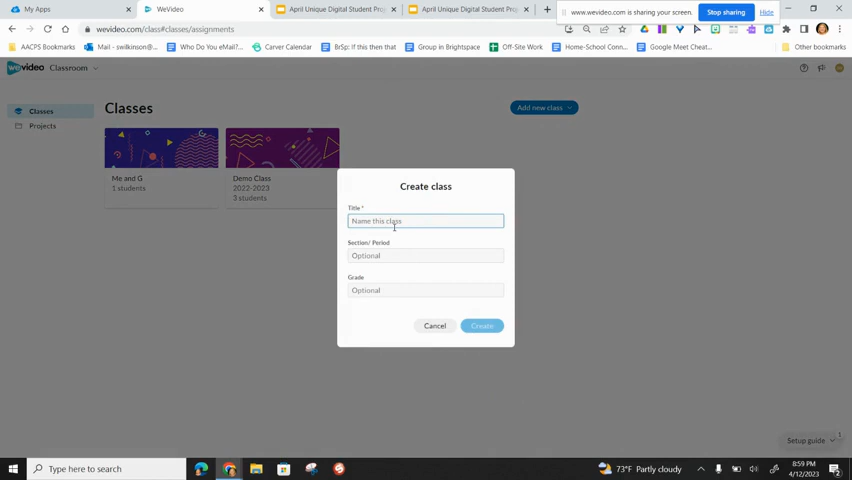 My Apps
WeVideo
April Unique Digital Student Pro
April Unique Digital Student Pro
www.wevideo.com is sharing your screen.
Stop sharing
Hide
wevideo.com/class#classes/assignments
AACPS Bookmarks
Mail - swilkinson@...
Who Do You eMail?...
Carver Calendar
BrSp: If this then that
Group in Brightspace
Off-Site Work
Home-School Conn...
Google Meet Cheat...
Other bookmarks
wevideo Classroom
Classes
Projects
Classes
Add new class
Me and G
1 students
Demo Class
2022-2023
3 students
Create class
Title *
Name this class
Section/ Period
Optional
Grade
Optional
Cancel
Create
Setup guide
1
Type here to search
73°F Partly cloudy
8:59 PM
4/12/2023
2